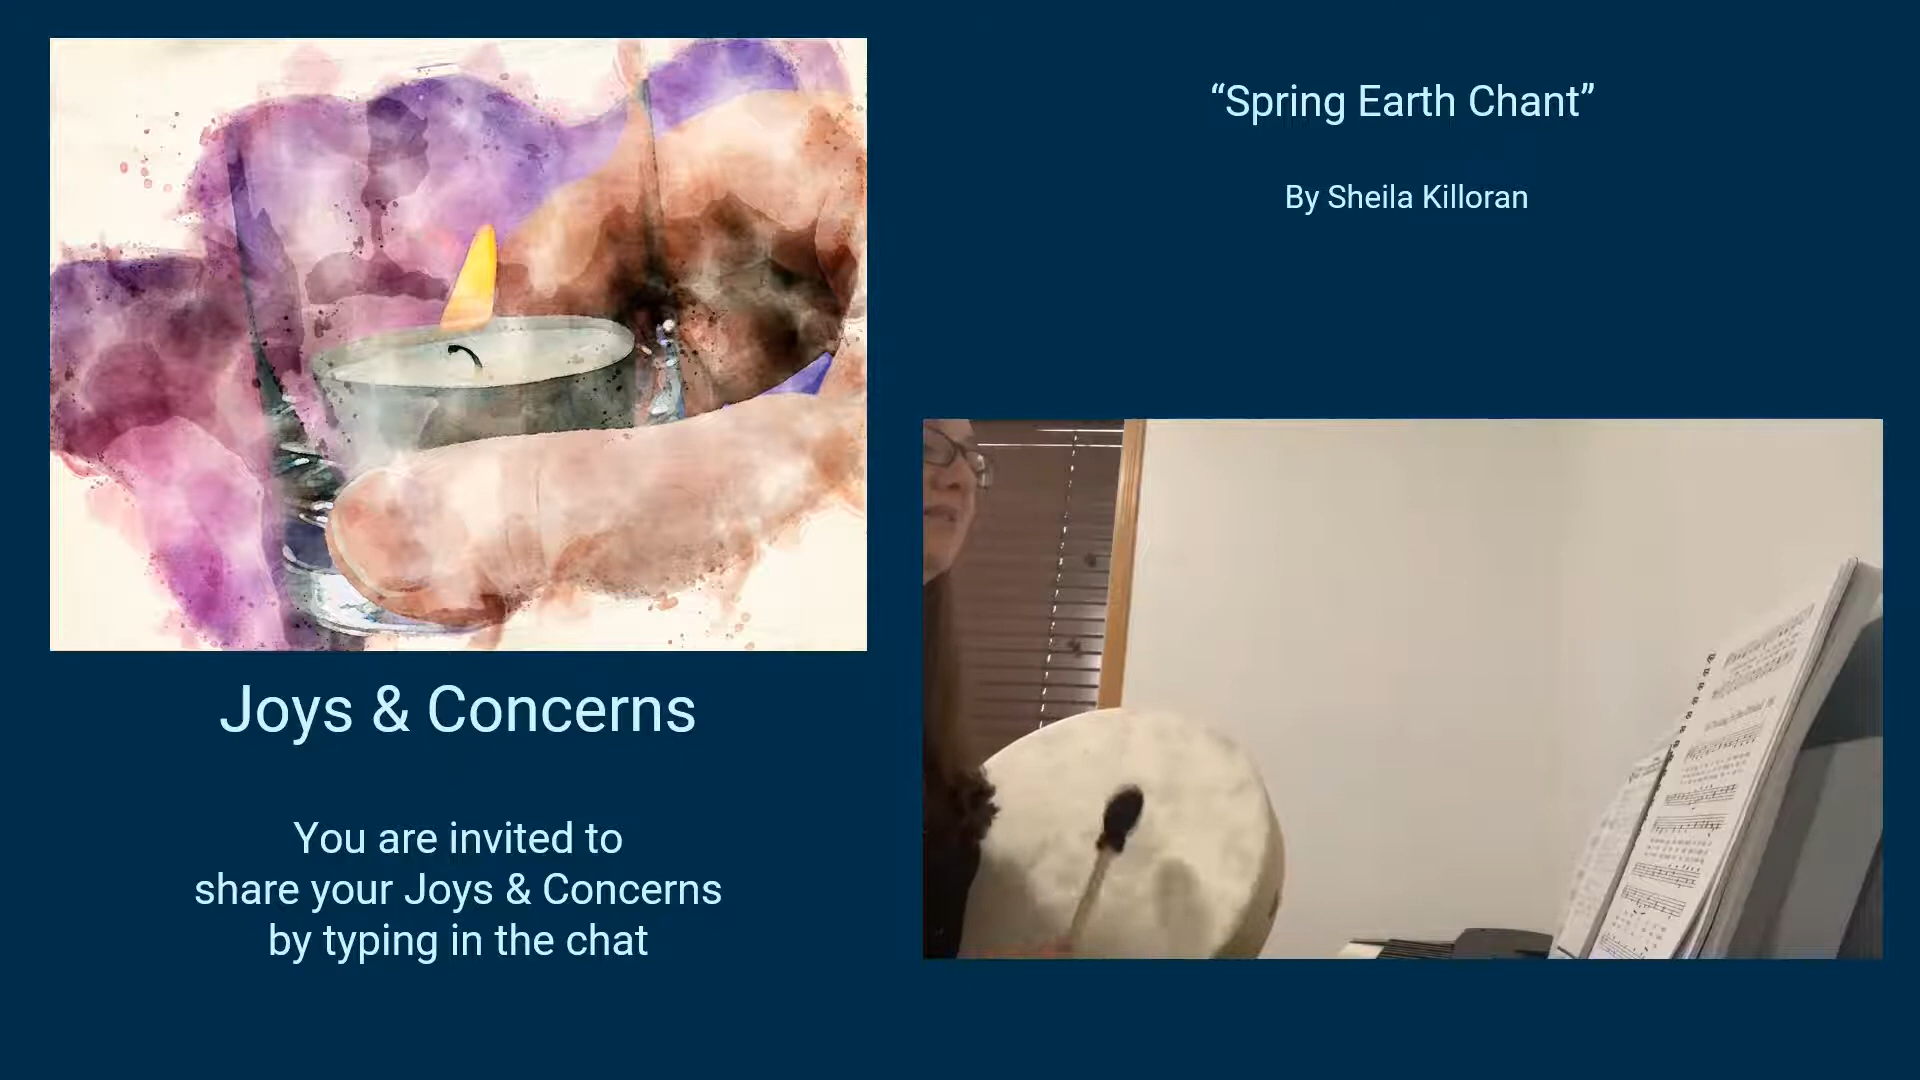 Joys & Concerns
You are invited to
share your Joys & Concerns
by typing in the chat
“Spring Earth Chant”
By Sheila Killoran